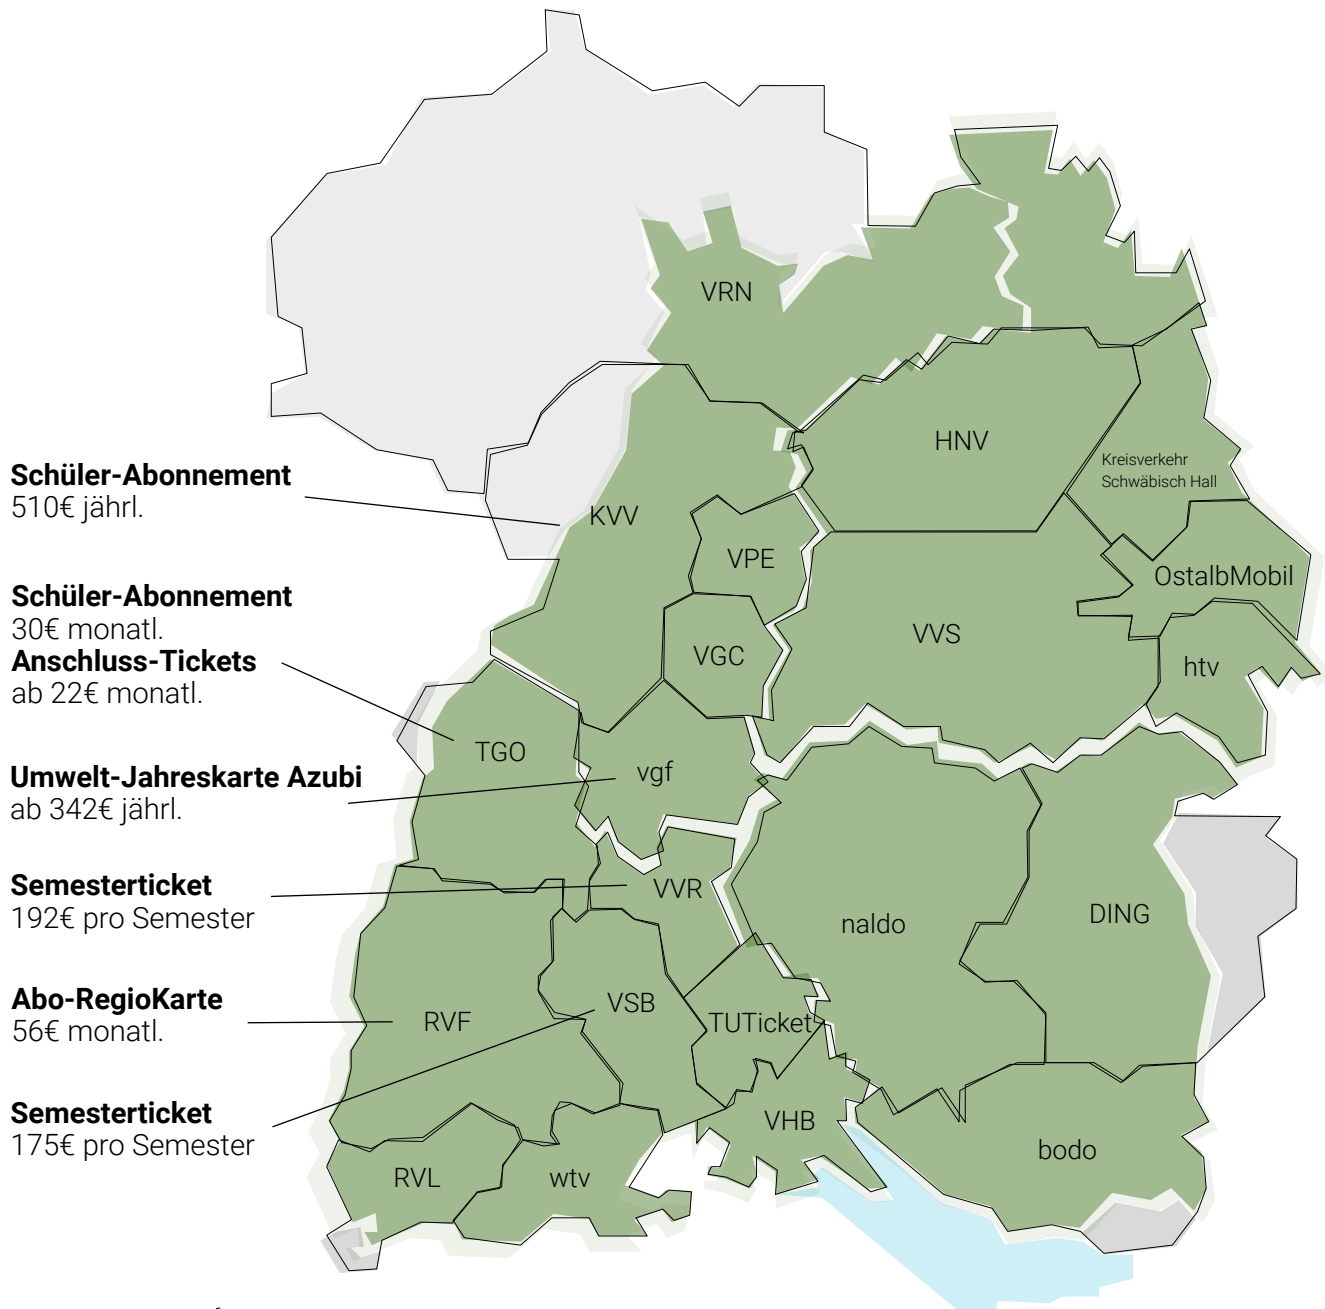 VRN
HNV
Kreisverkehr
Schwäbisch Hall
Schüler-Abonnement
510€ jährl.
KVV
VPE
OstalbMobil
Schüler-Abonnement
30€ monatl.
Anschluss-Tickets
ab 22€ monatl.
VVS
VGC
htv
TGO
vgf
Umwelt-Jahreskarte Azubi
ab 342€ jährl.
Semesterticket
192€ pro Semester
VVR
naldo
DING
Abo-RegioKarte
56€ monatl.
RVF
VSB
TUTicket
Semesterticket
175€ pro Semester
VHB
bodo
RVL
wtv